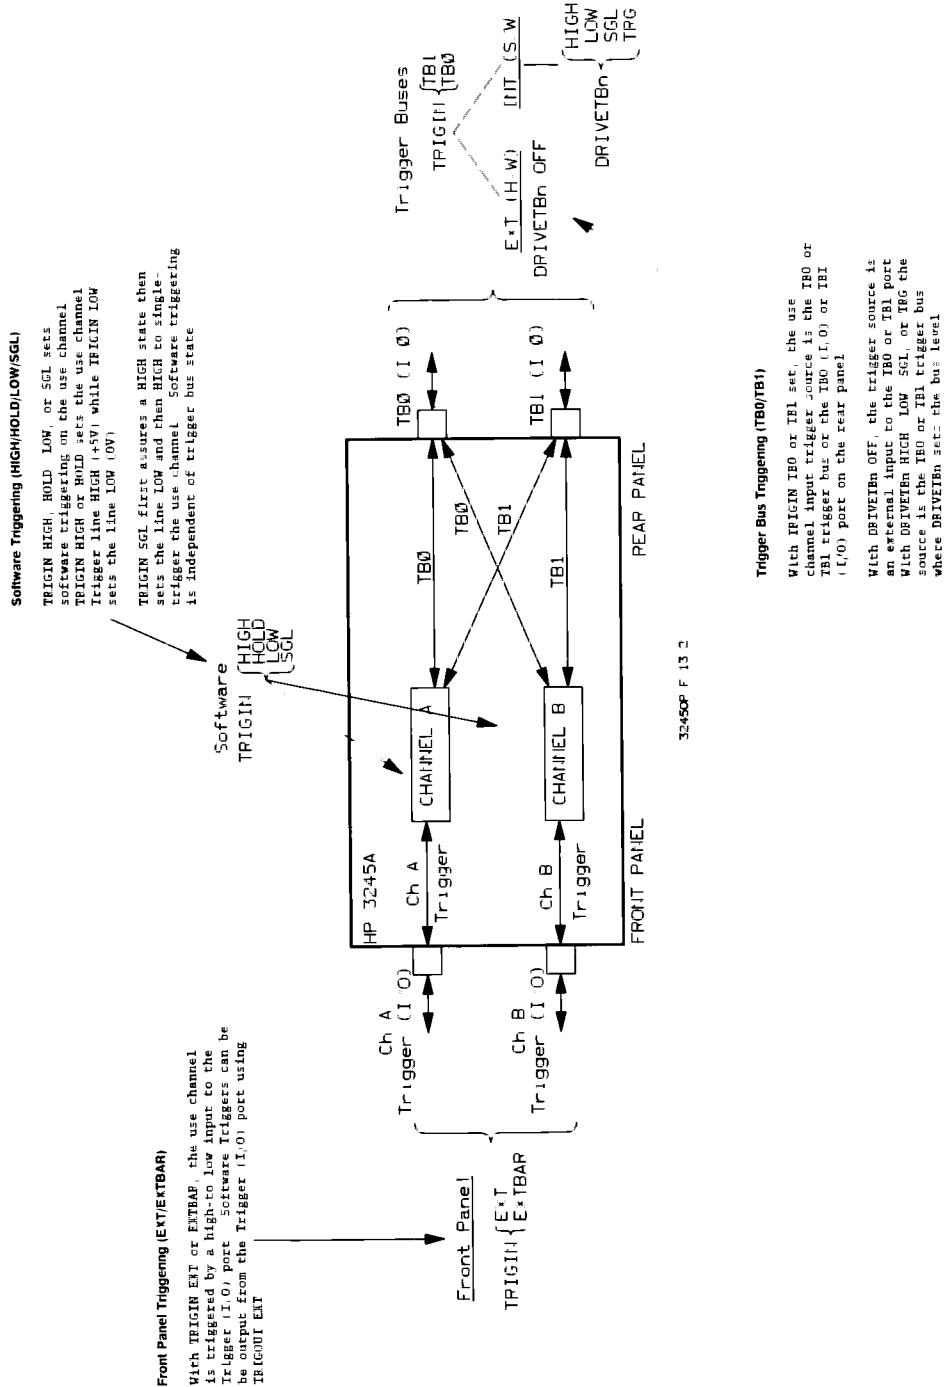 Front Panel Triggering (EXT/EXTBAR)
With TRIGIN EXT or EXTBAR, the use channel
is triggered by a high-to low input to the
Trigger (I/O) port Software Triggers can be
be output from the Trigger (I/O) port using
TRIGOUT EXT
Software Triggering (HIGH/HOLD/LOW/SGL)
TRIGIN HIGH, HOLD LOW, or SGL sets
software triggering on the use channel
TRIGIN HIGH or HOLD sets the use channel
Trigger line HIGH (+5V) while TRIGIN LOW
sets the line LOW (0V)
TRIGIN SGL first assures a HIGH state then
sets the line LOW and then HIGH to single-
trigger the use channel Software triggering
is independent of trigger bus state
Front Panel
TRIGIN { EXT
EXTBAR
Ch A
Trigger (I O)
Ch B
Trigger (I O)
Software
TRIGIN { HIGH
HOLD
LOW
SGL
HP 3245A
Ch A
Trigger
CHANNEL A
TB0
TB0
TB1
Ch B
Trigger
CHANNEL B
TB1
FRONT PANEL
REAR PANEL
TB0 (I 0)
TB1 (I 0)
Trigger Buses
TRIGIN { TB1
TB0
EXT (H W)
INT (S W
DRIVETBn OFF
HIGH
LOW
SGL
TRG
DRIVETBn
3245OP F 13 2
Trigger Bus Triggering (TB0/TB1)
With TRIGIN TB0 or TB1 set, the use
channel input trigger source is the TB0 or
TB1 trigger bus or the TB0 (I/O) or TB1
(I/O) port on the rear panel
With DRIVETBn OFF, the trigger source is
an external input to the TB0 or TB1 port
With DRIVETBn HIGH LOW SGL, or TRG the
source is the TB0 or TB1 trigger bus
where DRIVETBn sets the bus level